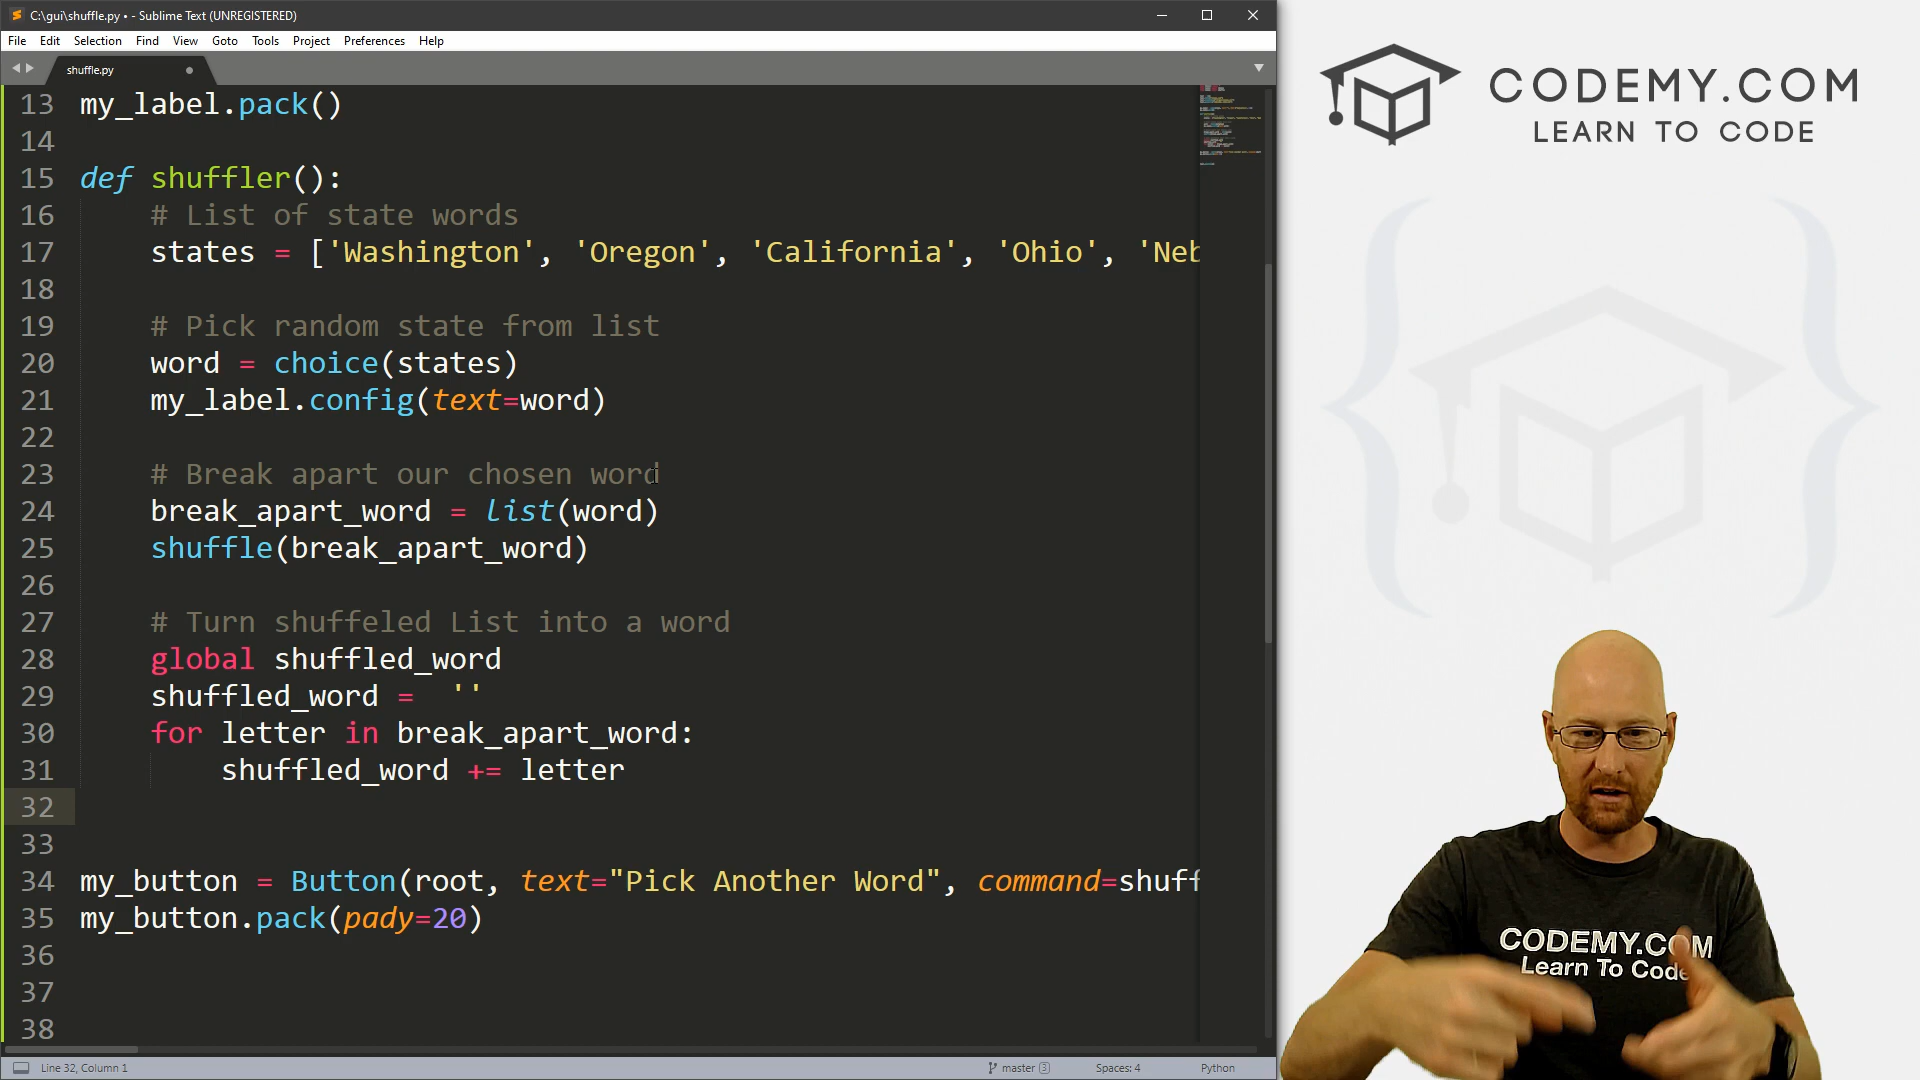 C:\gui\shuffle.py • - Sublime Text (UNREGISTERED)
File Edit Selection Find View Goto Tools Project Preferences Help
shuffle.py
13 my_label.pack()
14
15 def shuffler():
16 # List of state words
17 states = ['Washington', 'Oregon', 'California', 'Ohio', 'Neb
18
19 # Pick random state from list
20 word = choice(states)
21 my_label.config(text=word)
22
23 # Break apart our chosen word
24 break_apart_word = list(word)
25 shuffle(break_apart_word)
26
27 # Turn shuffeled List into a word
28 global shuffled_word
29 shuffled_word =  ''
30 for letter in break_apart_word:
31 shuffled_word += letter
32
33
34 my_button = Button(root, text="Pick Another Word", command=shuff
35 my_button.pack(pady=20)
36
37
38
Line 32, Column 1
master 3
Spaces: 4
Python
CODEMY.COM
LEARN TO CODE
CODEMY.COM
Learn To Code